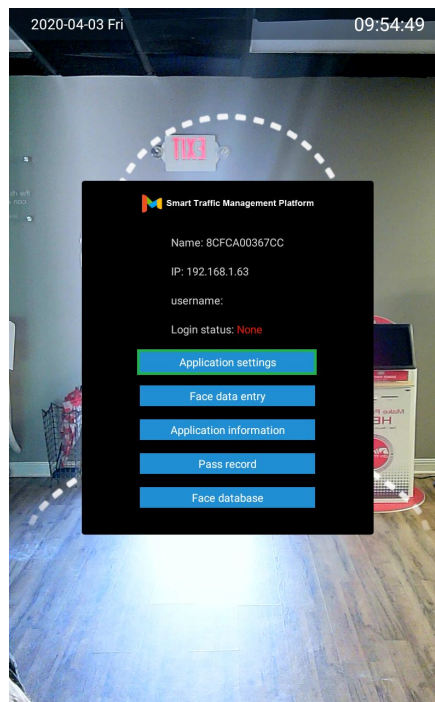 2020-04-03 Fri
09:54:49
EXIT
Smart Traffic Management Platform
Name: 8CFCA00367CC
IP: 192.168.1.63
username:
Login status: None
Application settings
Face data entry
Application information
Pass record
Face database